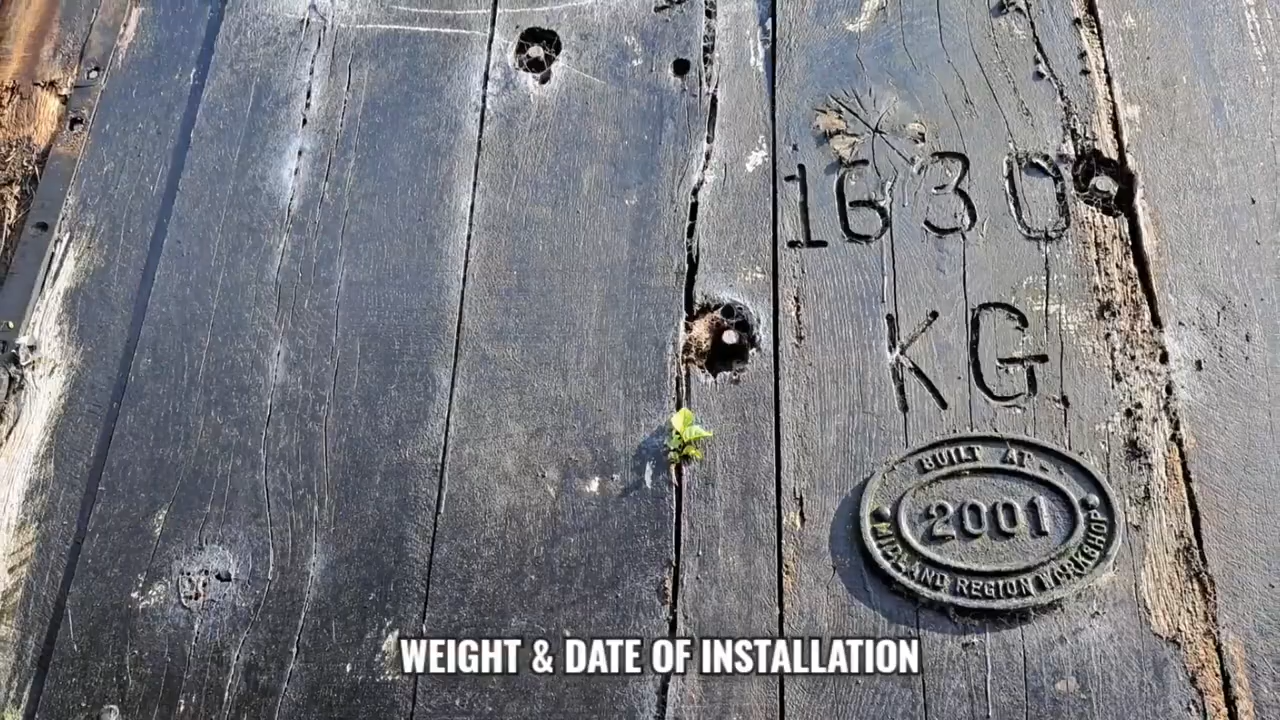 1630
KG
BUILT AT
2001
MIDLAND REGION WORKSHOP
WEIGHT & DATE OF INSTALLATION